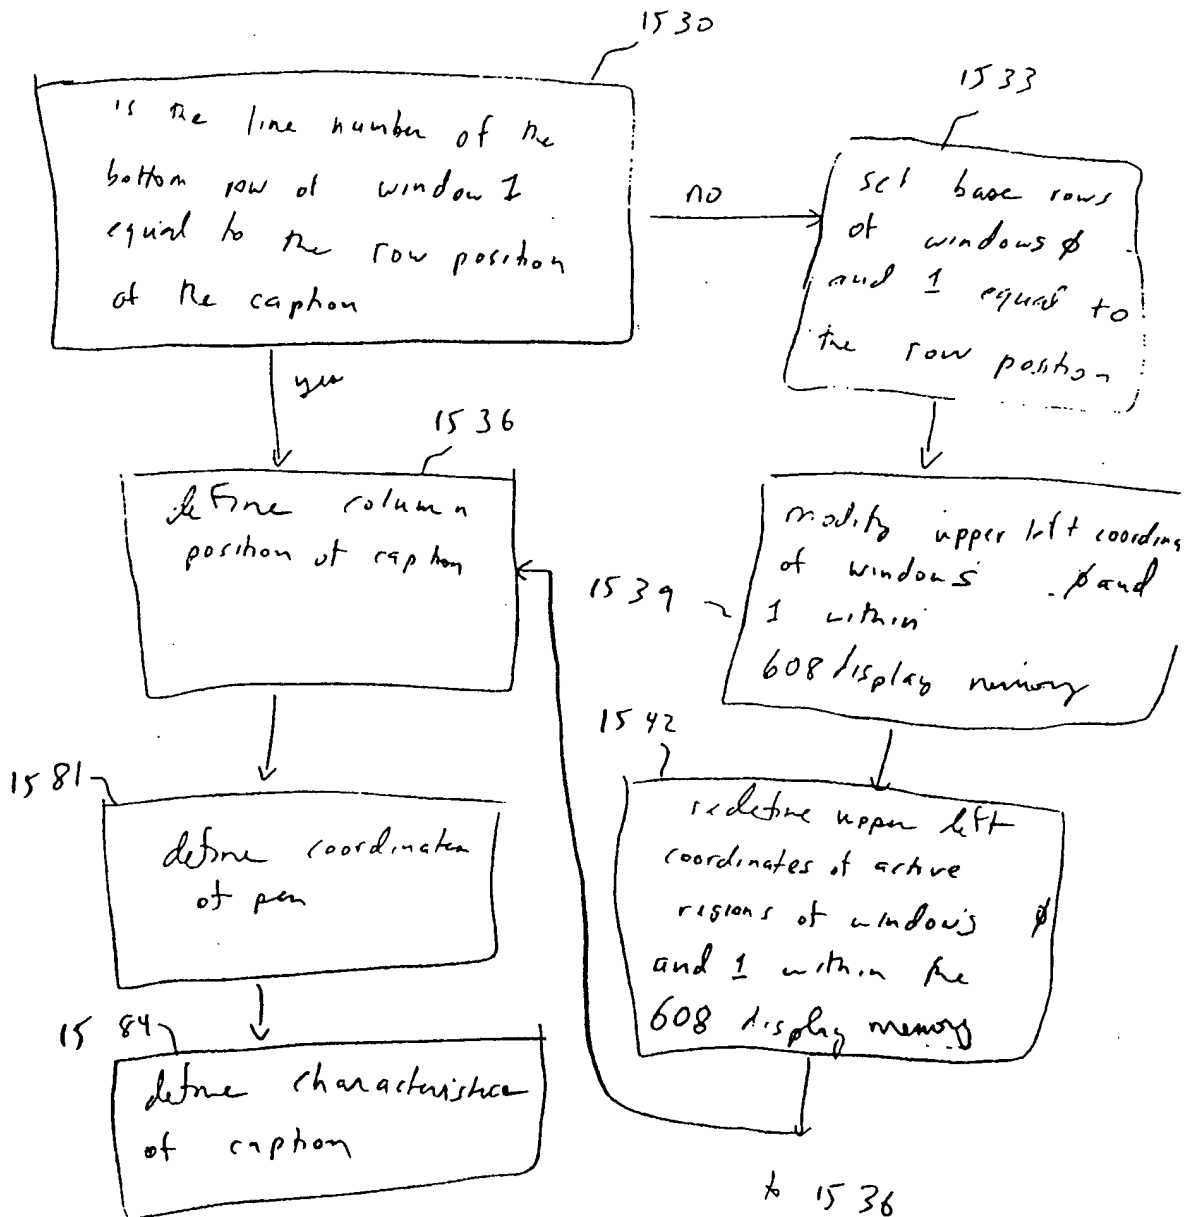 1530
is the line number of the
bottom row of window 1
equal to the row position
of the caption
no
1533
set base rows
of windows ø
and 1 equal to
the row position
yes
1536
define column
position of caption
1539
modify upper left coordina
of windows ø and
1 within
608 display memory
1542
redefine upper left
coordinates of active
regions of windows ø
and 1 within the
608 display memory
1581
define coordinates
of pen
1584
define characteristics
of caption
to 1536